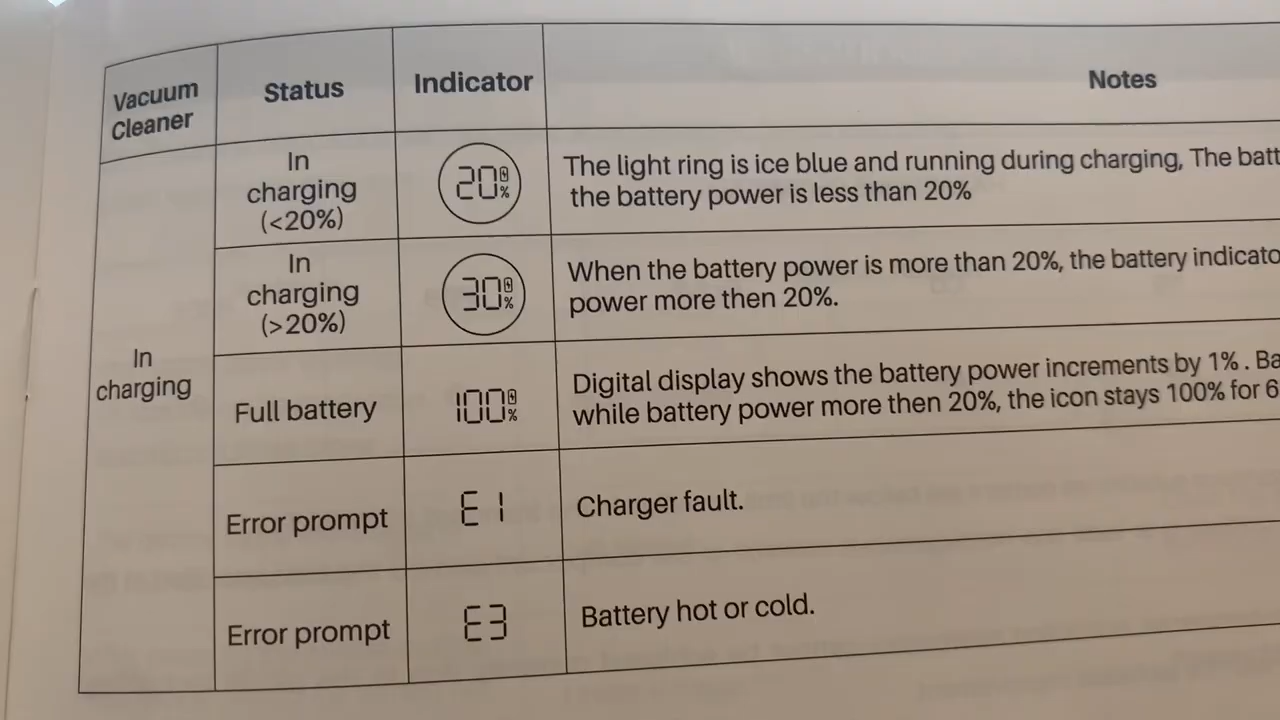 Vacuum
Cleaner
Status
Indicator
Notes
In
charging
(<20%)
20%
The light ring is ice blue and running during charging, The batt
the battery power is less than 20%
In
charging
(>20%)
30%
When the battery power is more than 20%, the battery indicato
power more then 20%.
In
charging
Full battery
100%
Digital display shows the battery power increments by 1% . Ba
while battery power more then 20%, the icon stays 100% for 6
Error prompt
E1
Charger fault.
Error prompt
E3
Battery hot or cold.